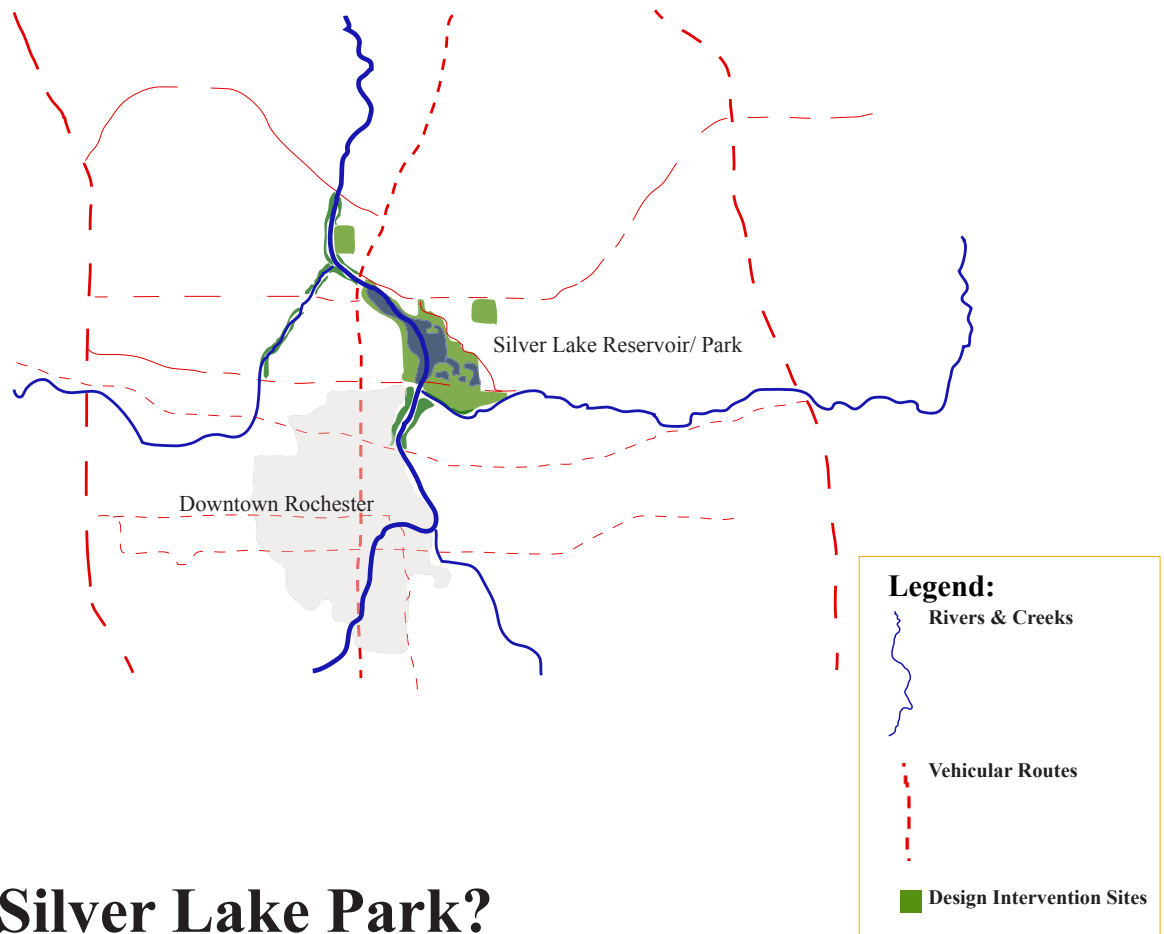 Silver Lake Reservoir/ Park
Downtown Rochester
Legend:
Rivers & Creeks
Vehicular Routes
Design Intervention Sites
Silver Lake Park?